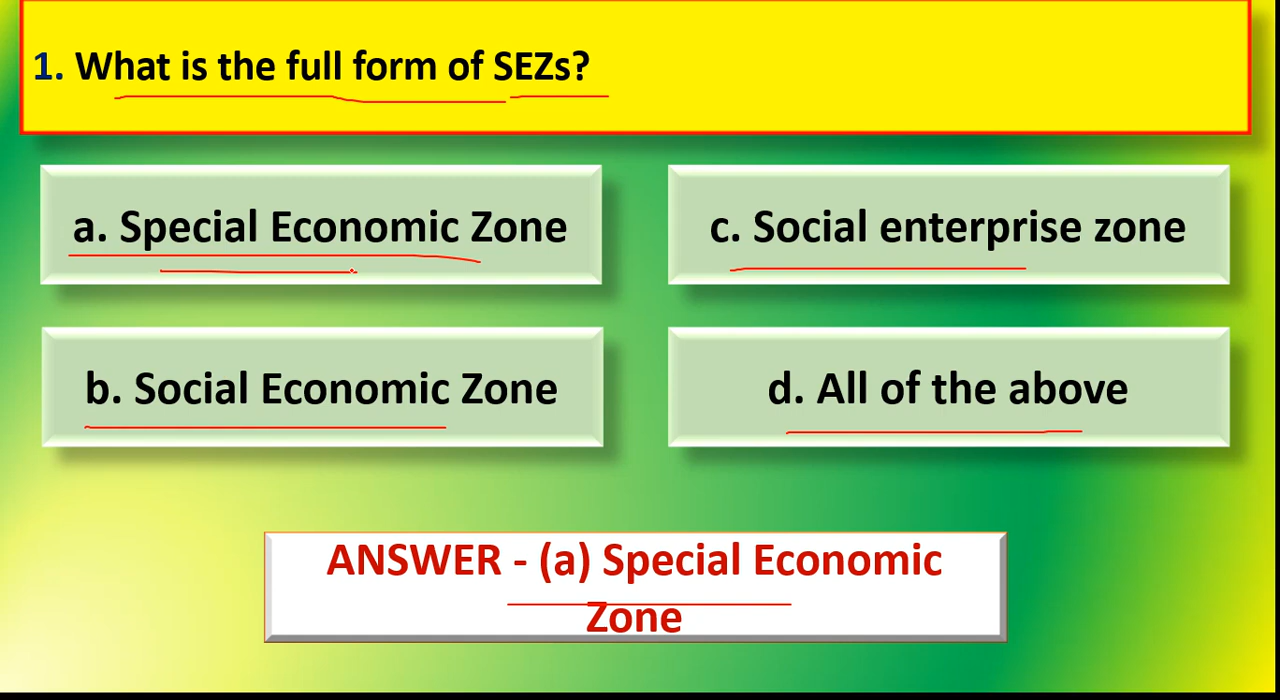 1. What is the full form of SEZs?
a. Special Economic Zone
c. Social enterprise zone
b. Social Economic Zone
d. All of the above
ANSWER - (a) Special Economic
Zone